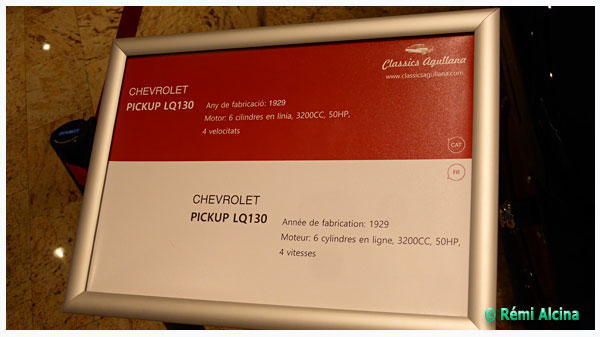 Classics Agullana
www.classicsagullana.com
CHEVROLET
PICKUP LQ130
Any de fabricació: 1929
Motor: 6 cilindres en línia, 3200CC, 50HP,
4 velocitats
CAT
FR
CHEVROLET
PICKUP LQ130
Année de fabrication: 1929
Moteur: 6 cylindres en ligne, 3200CC, 50HP,
4 vitesses
© Rémi Alcina